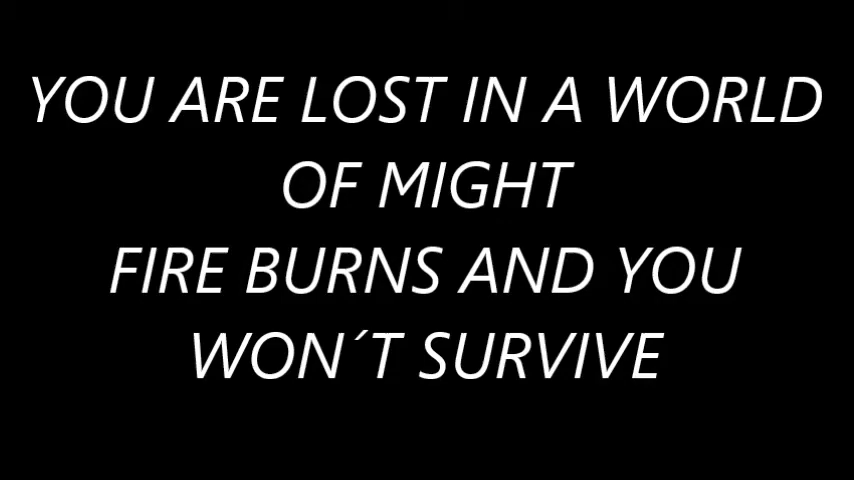 YOU ARE LOST IN A WORLD
OF MIGHT
FIRE BURNS AND YOU
WON´T SURVIVE